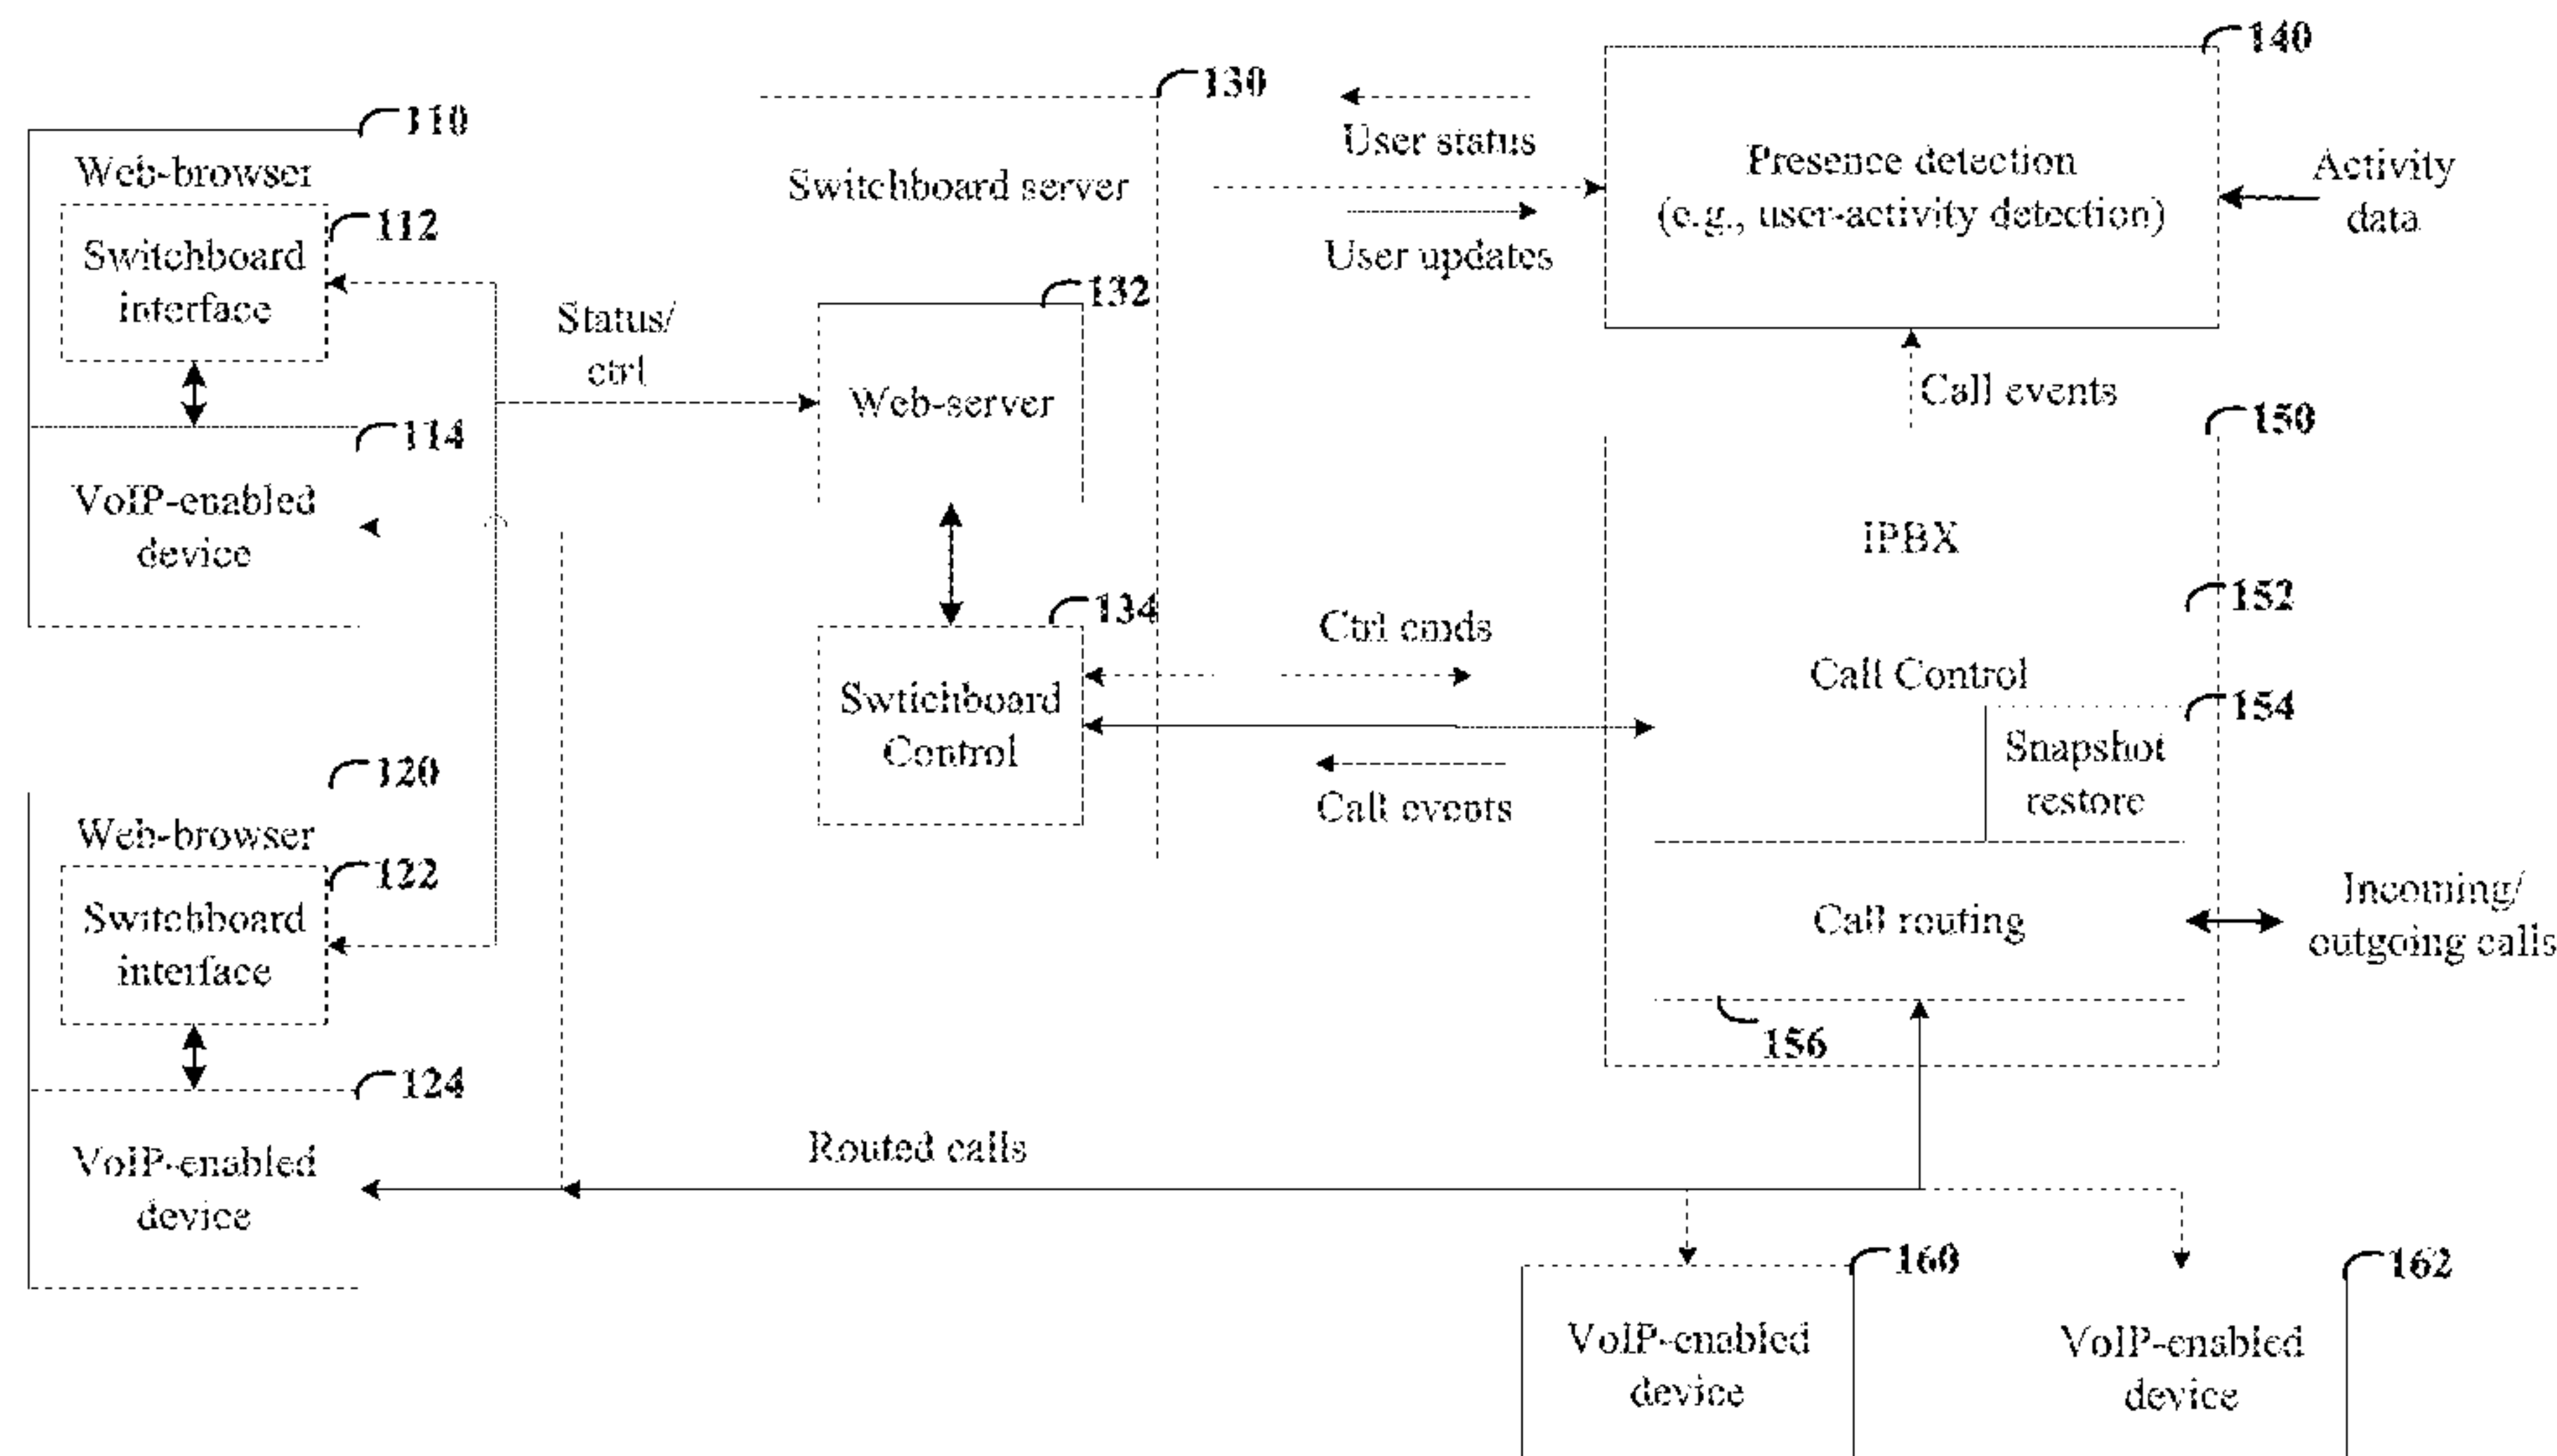 110
Web-browser
112
Switchboard
interface
114
VoIP-enabled
device
120
Web-browser
122
Switchboard
interface
124
VoIP-enabled
device
Status/
ctrl
130
Switchboard server
132
Web-server
134
Swtichboard
Control
User status
User updates
140
Presence detection
(e.g., user-activity detection)
Activity
data
Call events
150
IPBX
152
Call Control
154
Snapshot
restore
Ctrl cmds
Call events
Call routing
156
Incoming/
outgoing calls
Routed calls
160
VoIP-enabled
device
162
VoIP-enabled
device